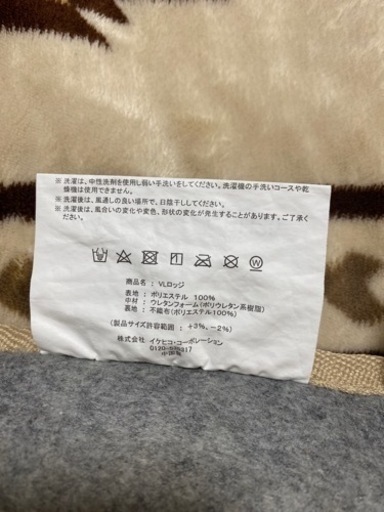 ※ 洗濯は、中性洗剤を使用し弱い手洗いをしてください。洗濯機の手洗いコースや乾
燥機は使用できません。
※ 洗濯後は、風通しの良い場所で、日陰干ししてください。
※ 洗濯後は、風合いの変化や変色、形状の変化が発生することがあります。ご了承
ください。
商品名 : VLロッジ
表地 : ポリエステル 100%
中材 : ウレタンフォーム(ポリウレタン系樹脂)
裏地 : 不織布(ポリエステル100%)
(製品サイズ許容範囲 : +3%、-2%)
株式会社 イケヒコ・コーポレーション
中国製